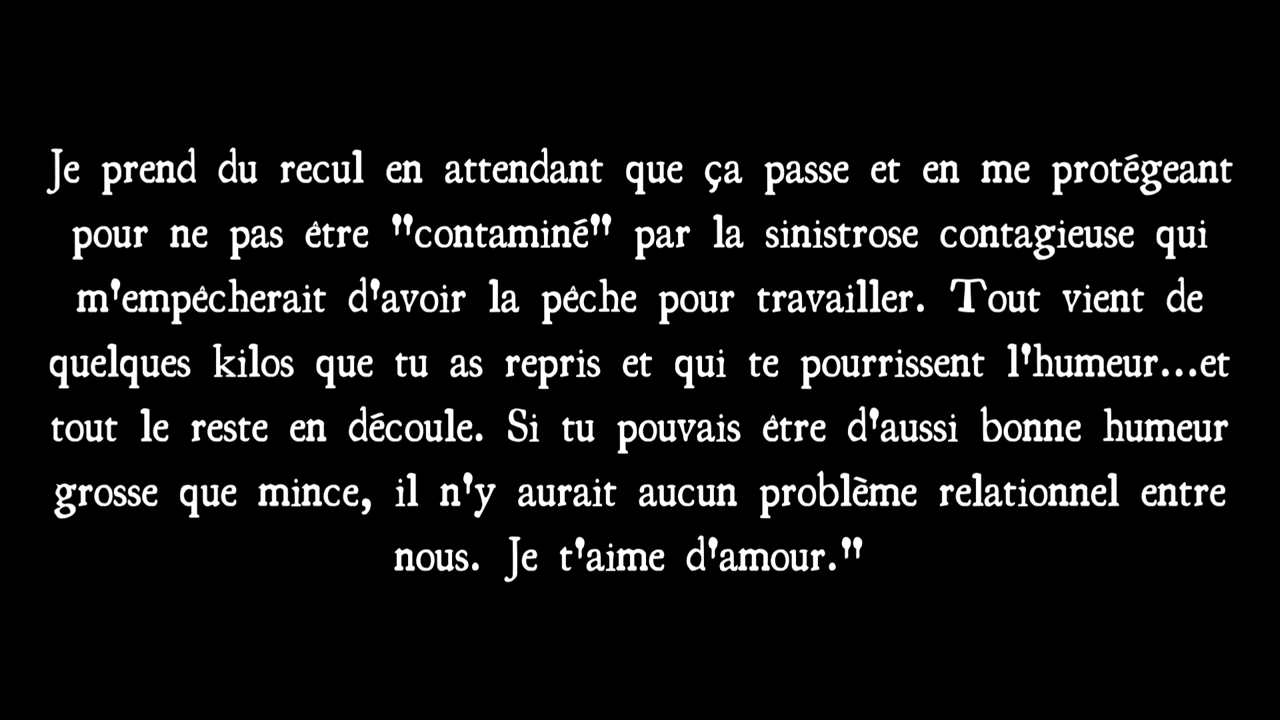 Je prend du recul en attendant que ça passe et en me protégeant
pour ne pas être "contaminé" par la sinistrose contagieuse qui
m'empêcherait d'avoir la pêche pour travailler. Tout vient de
quelques kilos que tu as repris et qui te pourrissent l'humeur...et
tout le reste en découle. Si tu pouvais être d'aussi bonne humeur
grosse que mince, il n'y aurait aucun problème relationnel entre
nous. Je t'aime d'amour."